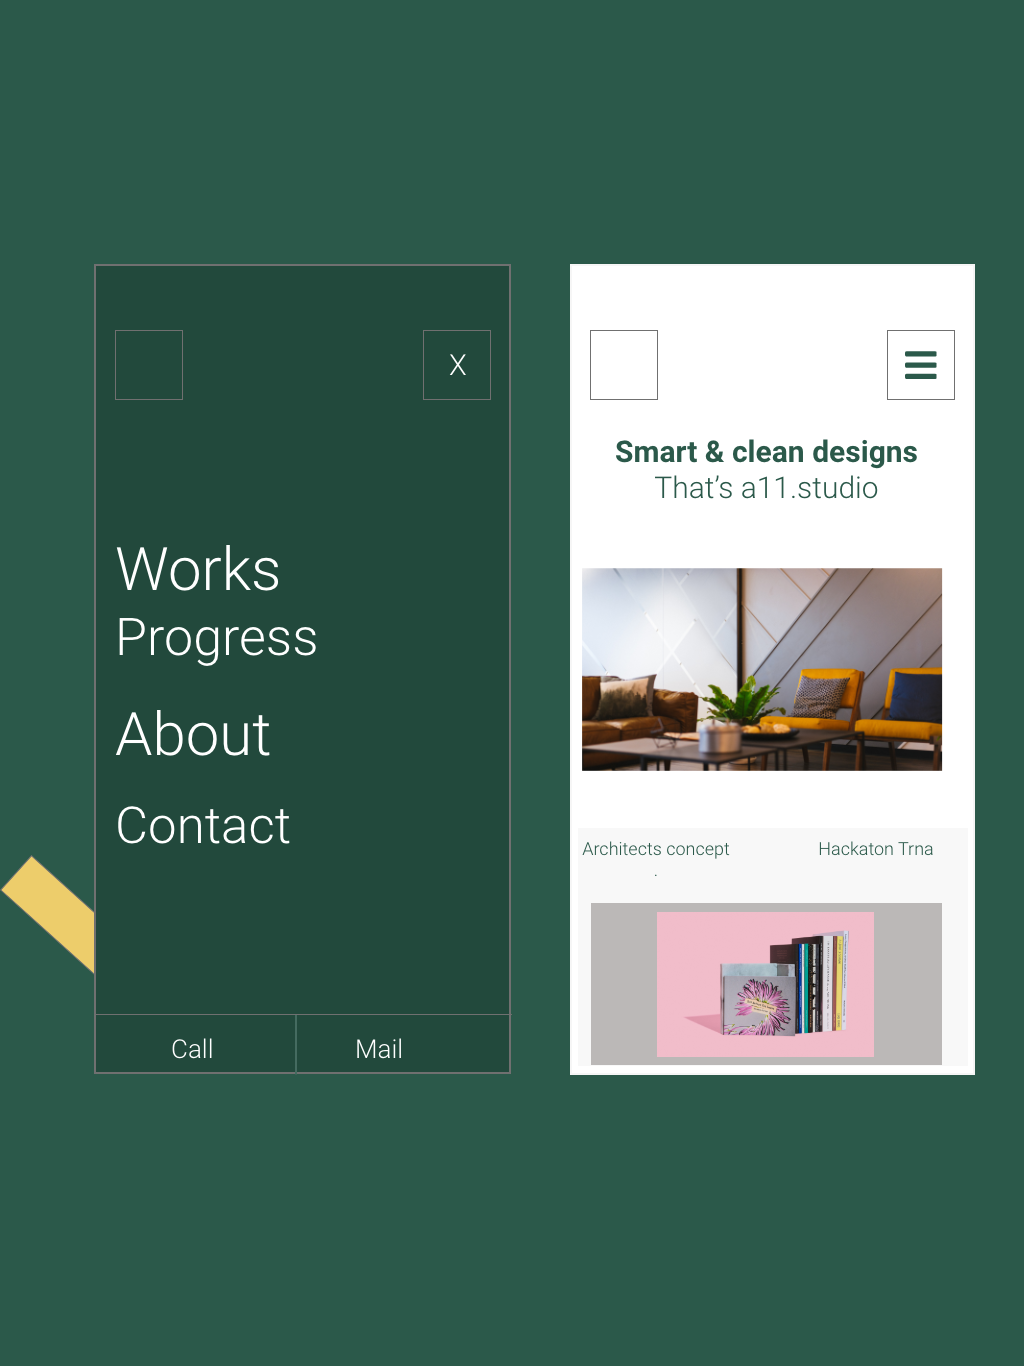 X
Works
Progress
About
Contact
Call
Mail
Smart & clean designs
That’s a11.studio
Architects concept
Hackaton Trna
.